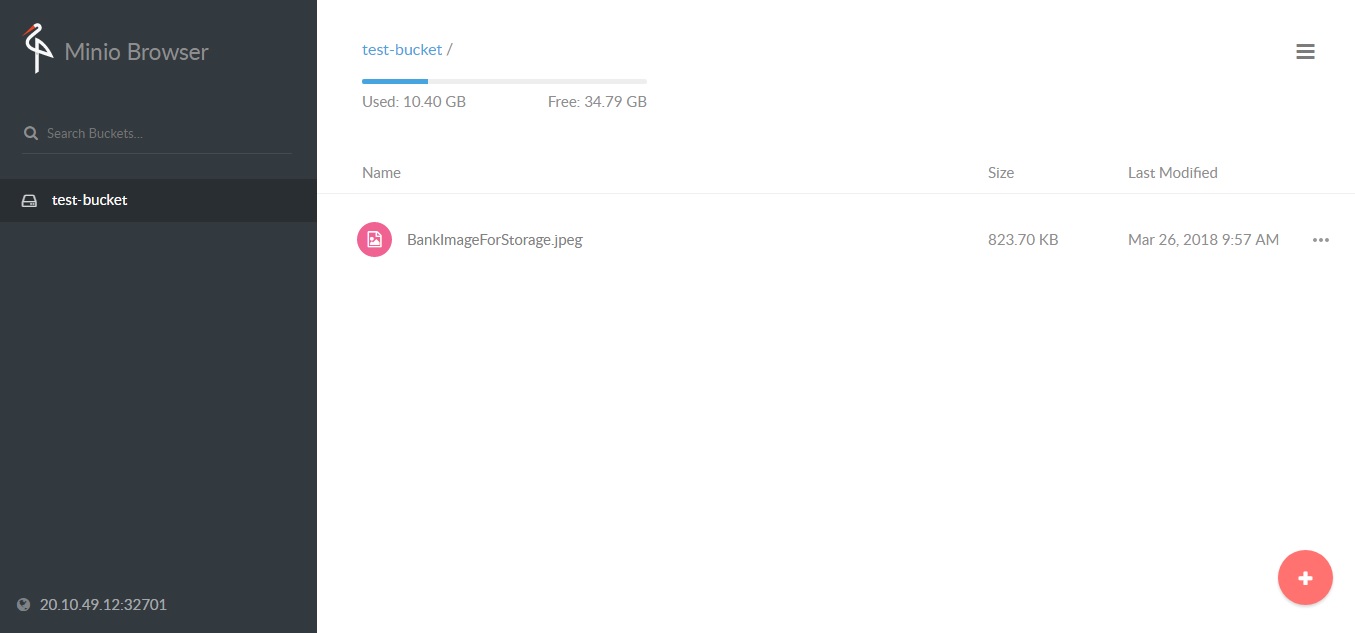 Minio Browser
Search Buckets...
test-bucket
20.10.49.12:32701
test-bucket /
Used: 10.40 GB Free: 34.79 GB
Name Size Last Modified
BankImageForStorage.jpeg 823.70 KB Mar 26, 2018 9:57 AM